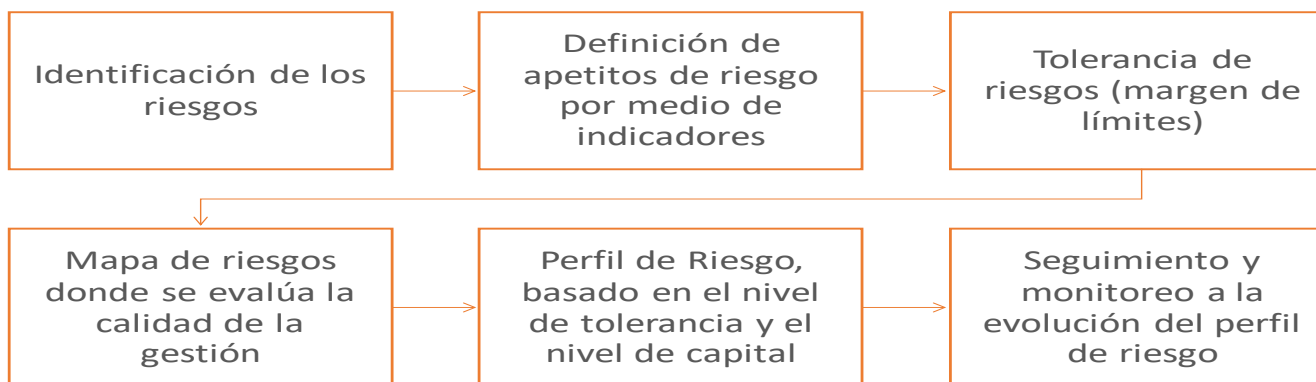 Identificación de los
riesgos
Definición de
apetitos de riesgo
por medio de
indicadores
Tolerancia de
riesgos (margen de
límites)
Mapa de riesgos
donde se evalúa la
calidad de la
gestión
Perfil de Riesgo,
basado en el nivel
de tolerancia y el
nivel de capital
Seguimiento y
monitoreo a la
evolución del perfil
de riesgo